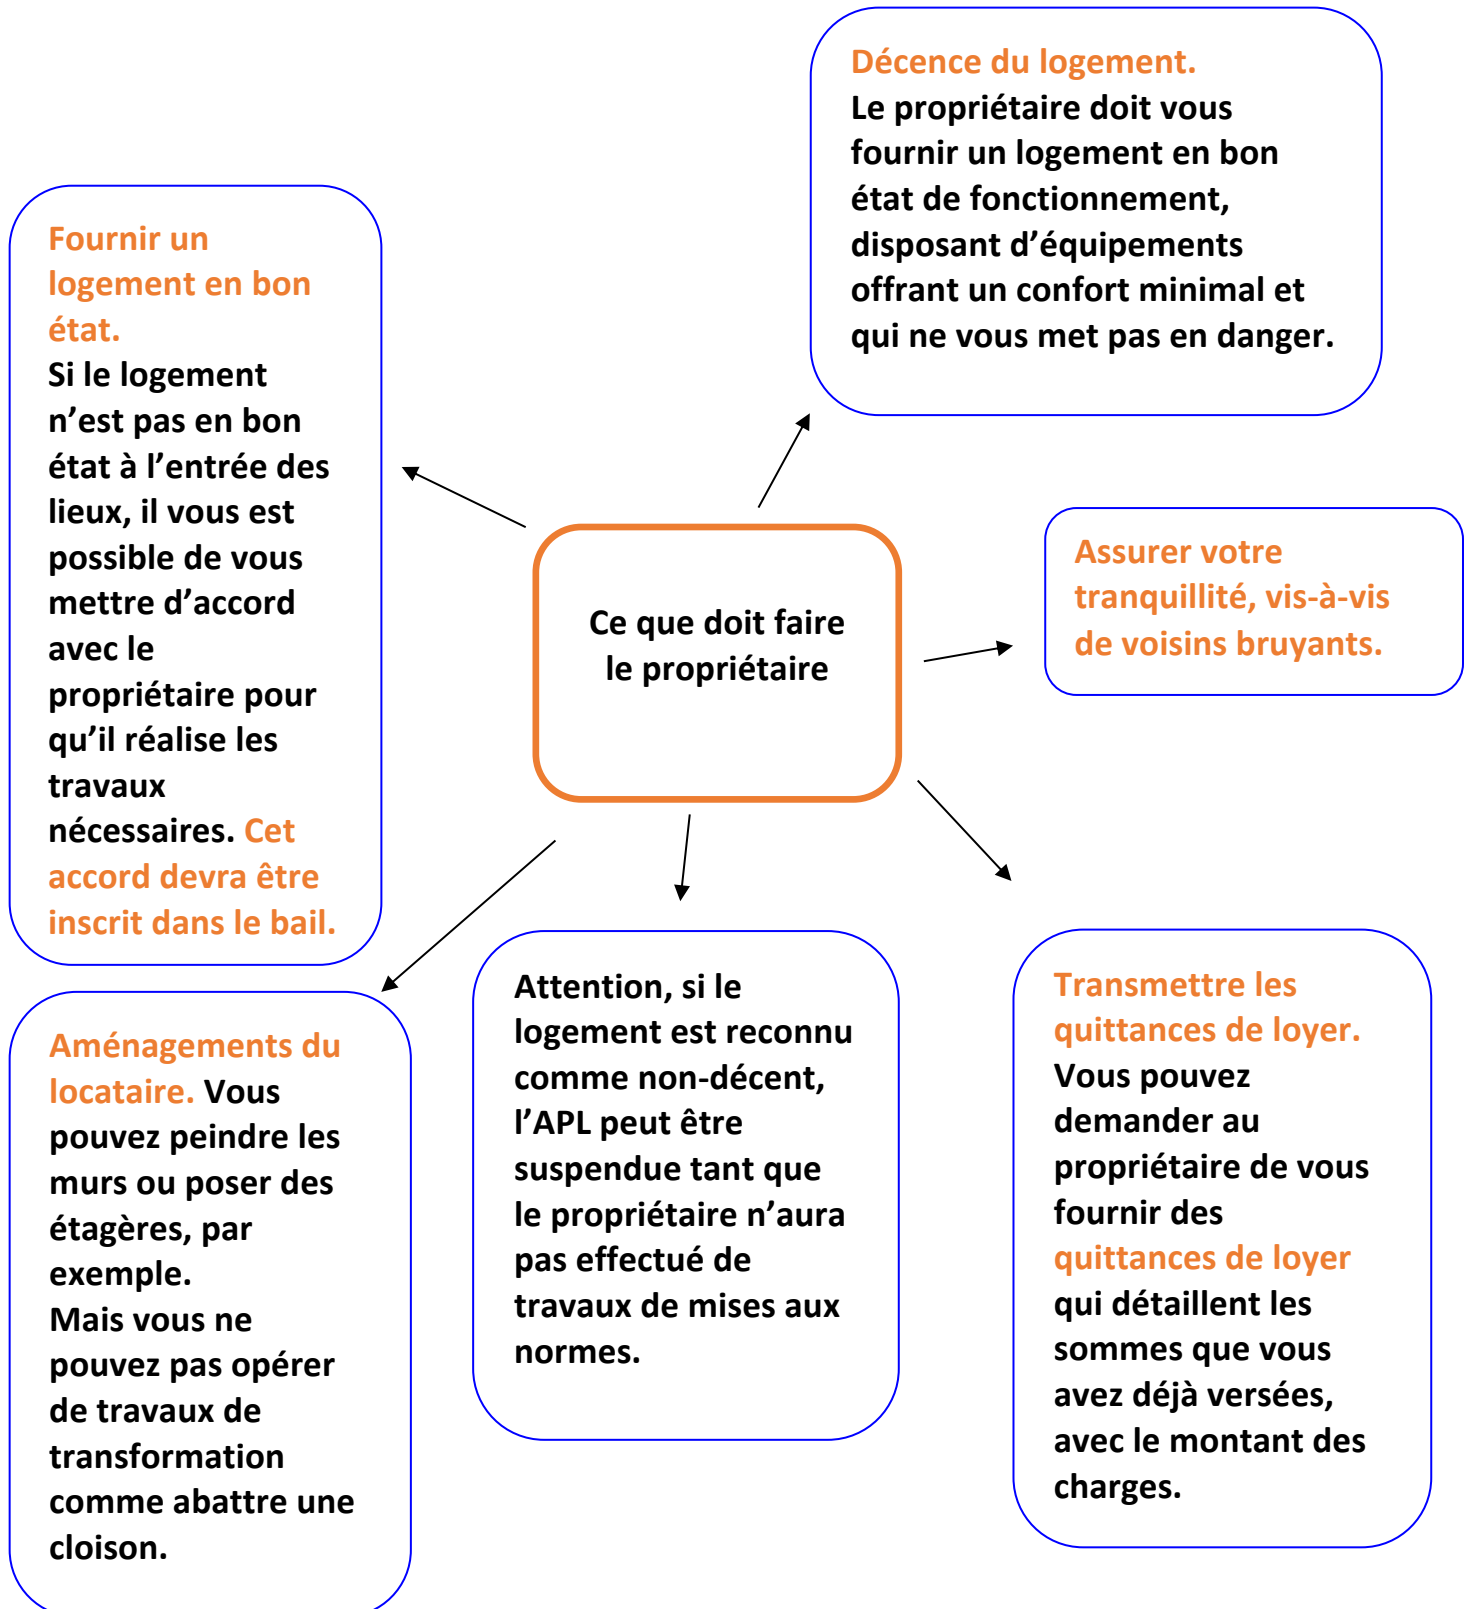 Décence du logement.
Le propriétaire doit vous
fournir un logement en bon
état de fonctionnement,
disposant d’équipements
offrant un confort minimal et
qui ne vous met pas en danger.
Fournir un
logement en bon
état.
Si le logement
n’est pas en bon
état à l’entrée des
lieux, il vous est
possible de vous
mettre d’accord
avec le
propriétaire pour
qu’il réalise les
travaux
nécessaires. Cet
accord devra être
inscrit dans le bail.
Ce que doit faire
le propriétaire
Assurer votre
tranquillité, vis-à-vis
de voisins bruyants.
Aménagements du
locataire. Vous
pouvez peindre les
murs ou poser des
étagères, par
exemple.
Mais vous ne
pouvez pas opérer
de travaux de
transformation
comme abattre une
cloison.
Attention, si le
logement est reconnu
comme non-décent,
l’APL peut être
suspendue tant que
le propriétaire n’aura
pas effectué de
travaux de mises aux
normes.
Transmettre les
quittances de loyer.
Vous pouvez
demander au
propriétaire de vous
fournir des
quittances de loyer
qui détaillent les
sommes que vous
avez déjà versées,
avec le montant des
charges.